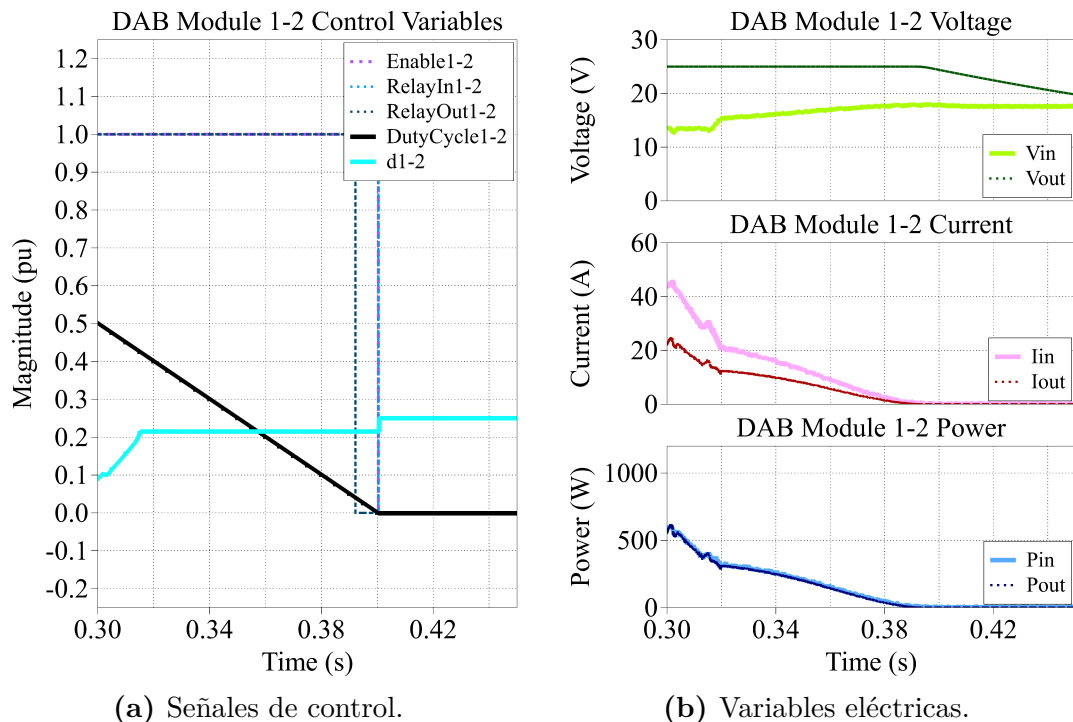 DAB Module 1-2 Control Variables
Magnitude (pu)
1.2
1.1
1.0
0.9
0.8
0.7
0.6
0.5
0.4
0.3
0.2
0.1
0.0
-0.1
-0.2
Enable1-2
RelayIn1-2
RelayOut1-2
DutyCycle1-2
d1-2
0.30
0.34
0.38
0.42
Time (s)
(a) Señales de control.
DAB Module 1-2 Voltage
Voltage (V)
30
20
10
0
Vin
Vout
DAB Module 1-2 Current
Current (A)
60
40
20
0
Iin
Iout
DAB Module 1-2 Power
Power (W)
1000
500
0
Pin
Pout
0.30
0.34
0.38
0.42
Time (s)
(b) Variables eléctricas.